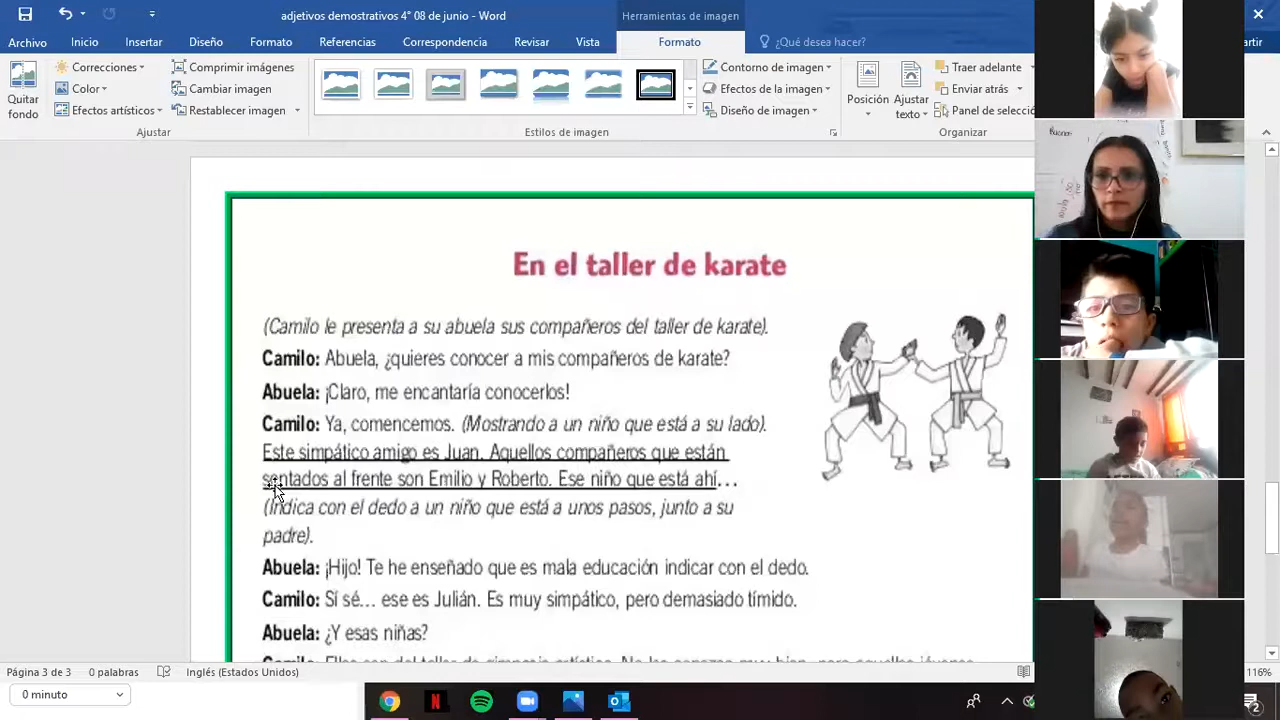 adjetivos demostrativos 4° 08 de junio - Word
Herramientas de imagen
Archivo Inicio Insertar Diseño Formato Referencias Correspondencia Revisar Vista Formato ¿Qué desea hacer?
Quitar fondo
Correcciones
Color
Efectos artísticos
Comprimir imágenes
Cambiar imagen
Restablecer imagen
Ajustar
Estilos de imagen
Contorno de imagen
Efectos de la imagen
Diseño de imagen
Posición
Ajustar texto
Traer adelante
Enviar atrás
Panel de selecci
Organizar
En el taller de karate
(Camilo le presenta a su abuela sus compañeros del taller de karate).
Camilo: Abuela, ¿quieres conocer a mis compañeros de karate?
Abuela: ¡Claro, me encantaría conocerlos!
Camilo: Ya, comencemos. (Mostrando a un niño que está a su lado).
Este simpático amigo es Juan. Aquellos compañeros que están
sentados al frente son Emilio y Roberto. Ese niño que está ahí...
(Indica con el dedo a un niño que está a unos pasos, junto a su
padre).
Abuela: ¡Hijo! Te he enseñado que es mala educación indicar con el dedo.
Camilo: Sí sé... ese es Julián. Es muy simpático, pero demasiado tímido.
Abuela: ¿Y esas niñas?
Página 3 de 3 0 palabras Inglés (Estados Unidos)
116%
0 minuto